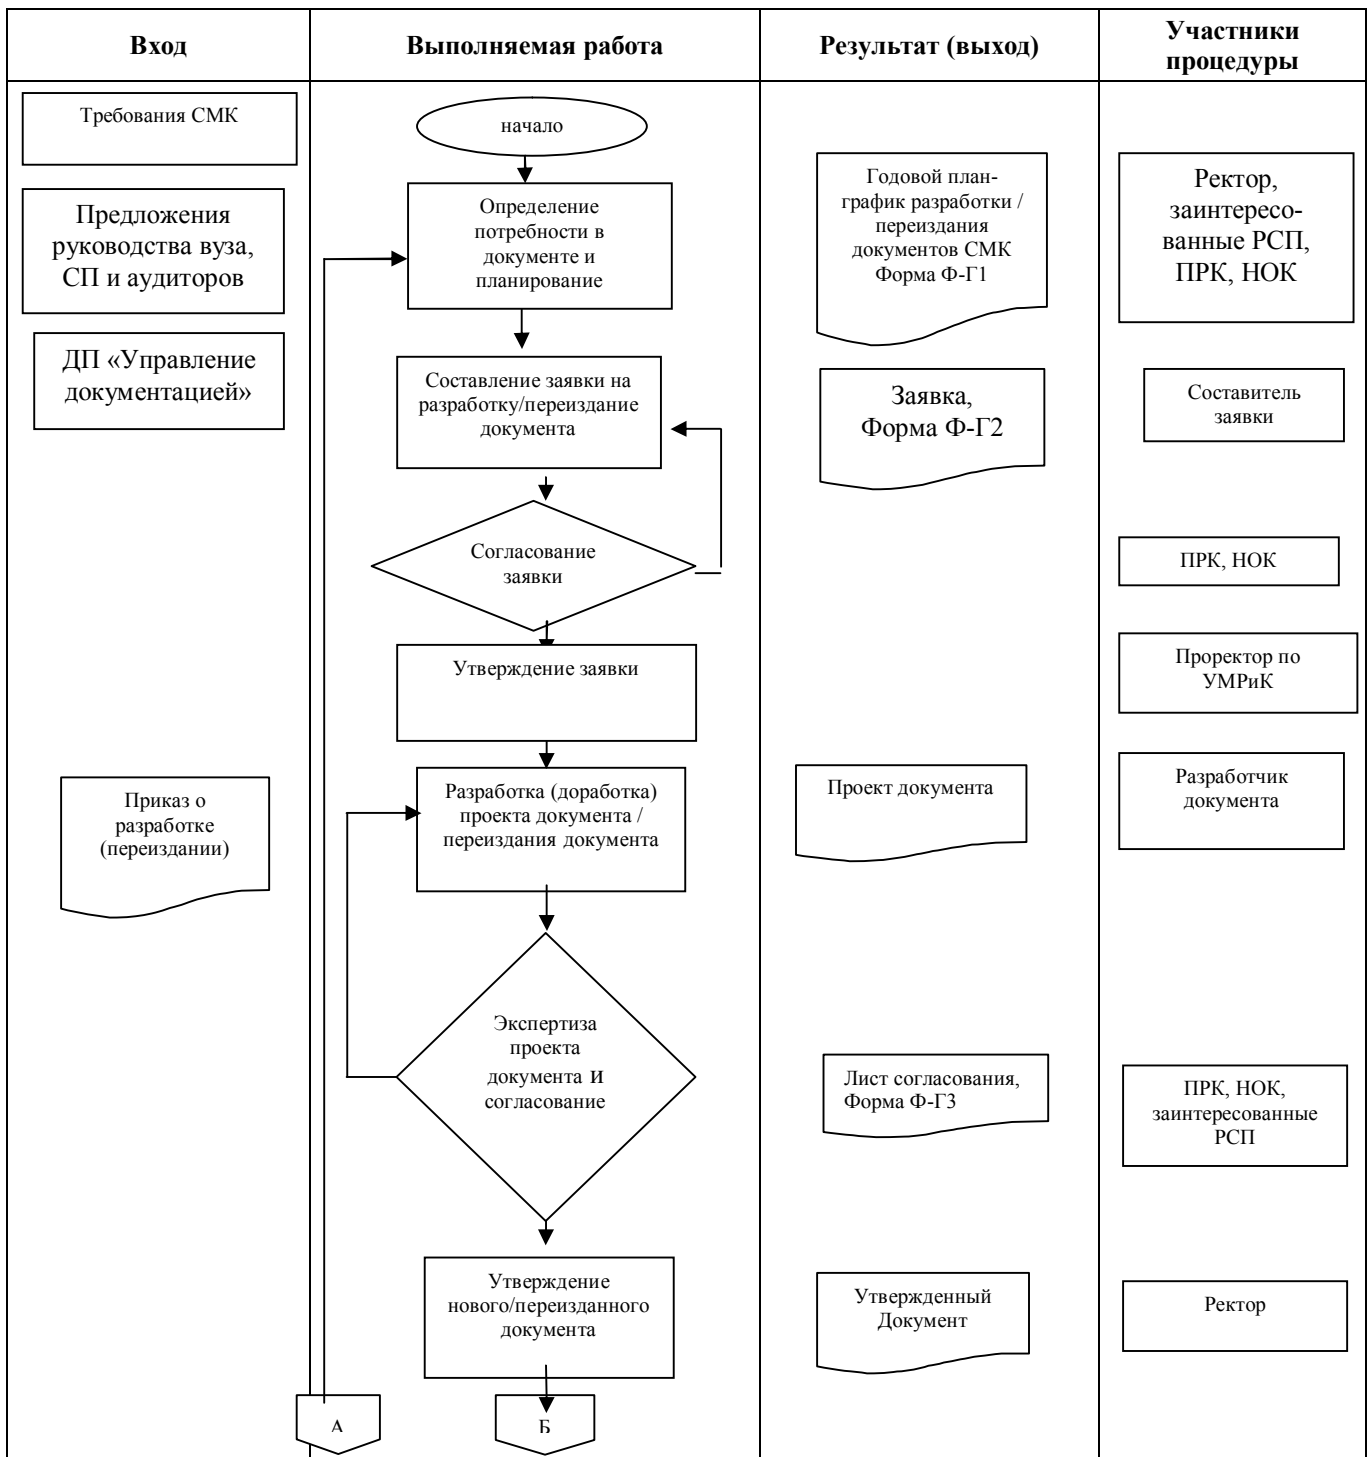 Вход
Выполняемая работа
Результат (выход)
Участники
процедуры
Требования СМК
начало
Определение
потребности в
документе и
планирование
Годовой план-
график разработки /
переиздания
документов СМК
Форма Ф-Г1
Ректор,
заинтересо-
ванные РСП,
ПРК, НОК
Предложения
руководства вуза,
СП и аудиторов
ДП «Управление
документацией»
Составление заявки на
разработку/переиздание
документа
Заявка,
Форма Ф-Г2
Составитель
заявки
Согласование
заявки
ПРК, НОК
Утверждение заявки
Проректор по
УМРиК
Приказ о
разработке
(переиздании)
Разработка (доработка)
проекта документа /
переиздания документа
Проект документа
Разработчик
документа
Экспертиза
проекта
документа и
согласование
Лист согласования,
Форма Ф-Г3
ПРК, НОК,
заинтересованные
РСП
Утверждение
нового/переизданного
документа
Утвержденный
Документ
Ректор
А
Б